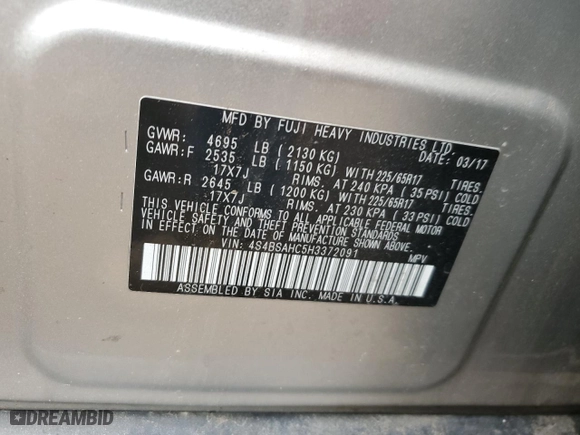 MFD BY FUJI HEAVY INDUSTRIES LTD.
GVWR: 4695 LB ( 2130 KG) DATE: 03/17
GAWR:F 2535 LB ( 1150 KG) WITH 225/65R17 TIRES,
17X7J RIMS, AT 240 KPA ( 35 PSI) COLD
GAWR:R 2645 LB ( 1200 KG) WITH 225/65R17 TIRES,
17X7J RIMS, AT 230 KPA ( 33 PSI) COLD
THIS VEHICLE CONFORMS TO ALL APPLICABLE FEDERAL MOTOR
VEHICLE SAFETY AND THEFT PREVENTION STANDARDS
IN EFFECT ON THE DATE OF MANUFACTURE SHOWN ABOVE.
VIN: 4S4BSAHC5H3372091 MPV
ASSEMBLED BY SIA INC. MADE IN U.S.A.
DREAMBID